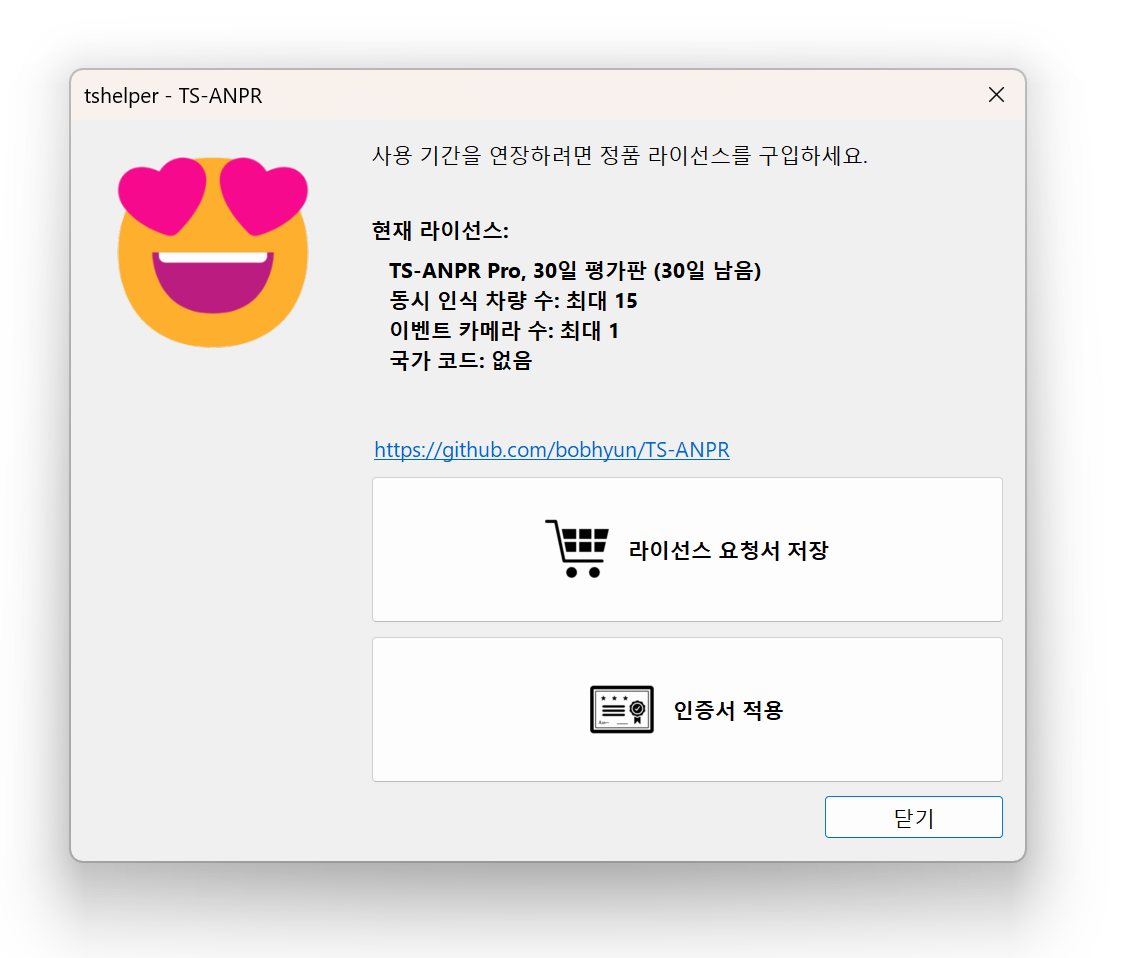 tshelper - TS-ANPR
사용 기간을 연장하려면 정품 라이선스를 구입하세요.
현재 라이선스:
TS-ANPR Pro, 30일 평가판 (30일 남음)
동시 인식 차량 수: 최대 15
이벤트 카메라 수: 최대 1
국가 코드: 없음
https://github.com/bobhyun/TS-ANPR
라이선스 요청서 저장
인증서 적용
닫기